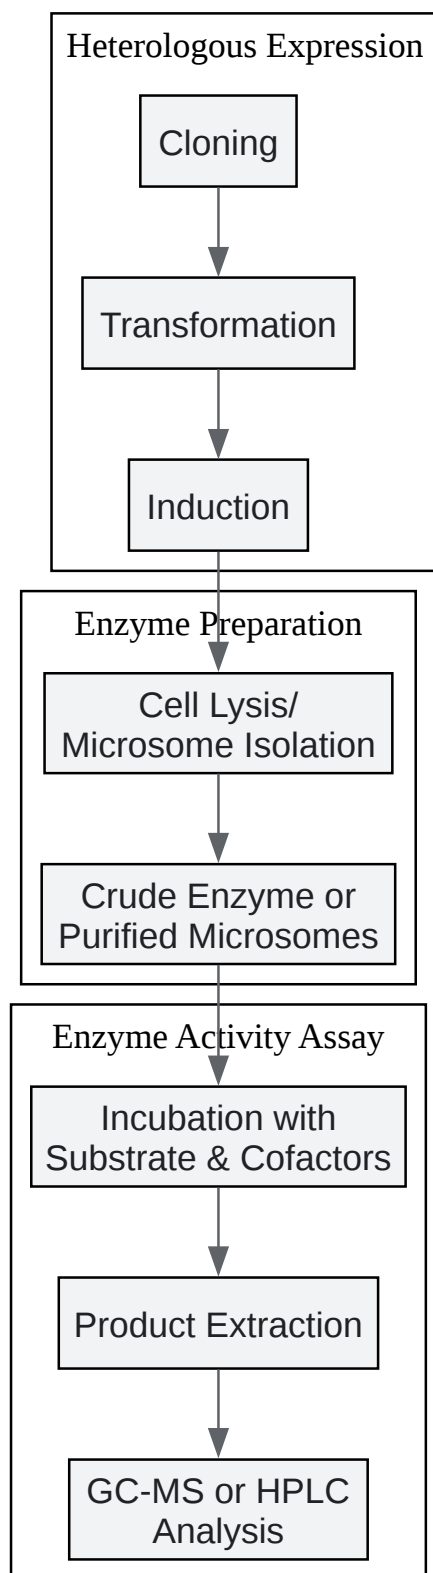 Heterologous Expression
Cloning
Transformation
Induction
Enzyme Preparation
Cell Lysis/
Microsome Isolation
Crude Enzyme or
Purified Microsomes
Enzyme Activity Assay
Incubation with
Substrate & Cofactors
Product Extraction
GC-MS or HPLC
Analysis